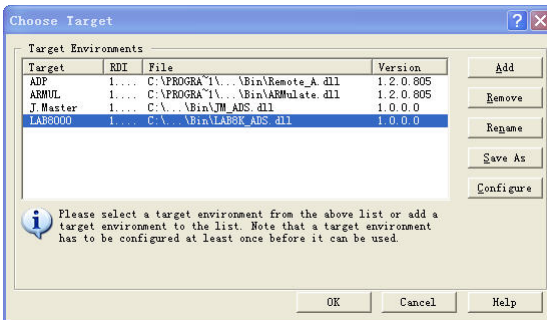 Choose Target
Target Environments
Target RDI File Version
ADP 1.... C:\PROGRA~1\...\Bin\Remote_A.dll 1.2.0.805
ARMUL 1.... C:\PROGRA~1\...\Bin\ARMulate.dll 1.2.0.805
J.Master 1.... C:\...\Bin\JM_ADS.dll 1.0.0.0
LAB8000 1.... C:\...\Bin\LAB8K_ADS.dll 1.0.0.0
Add
Remove
Rename
Save As
Configure
Please select a target environment from the above list or add a
target environment to the list. Note that a target environment
has to be configured at least once before it can be used.
OK Cancel Help